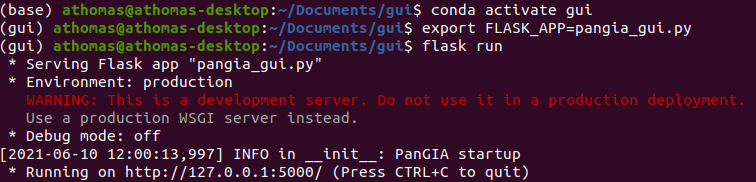 (base) athomas@athomas-desktop:~/Documents/gui$ conda activate gui
(gui) athomas@athomas-desktop:~/Documents/gui$ export FLASK_APP=pangia_gui.py
(gui) athomas@athomas-desktop:~/Documents/gui$ flask run
 * Serving Flask app "pangia_gui.py"
 * Environment: production
   WARNING: This is a development server. Do not use it in a production deployment.
   Use a production WSGI server instead.
 * Debug mode: off
[2021-06-10 12:00:13,997] INFO in __init__: PanGIA startup
 * Running on http://127.0.0.1:5000/ (Press CTRL+C to quit)